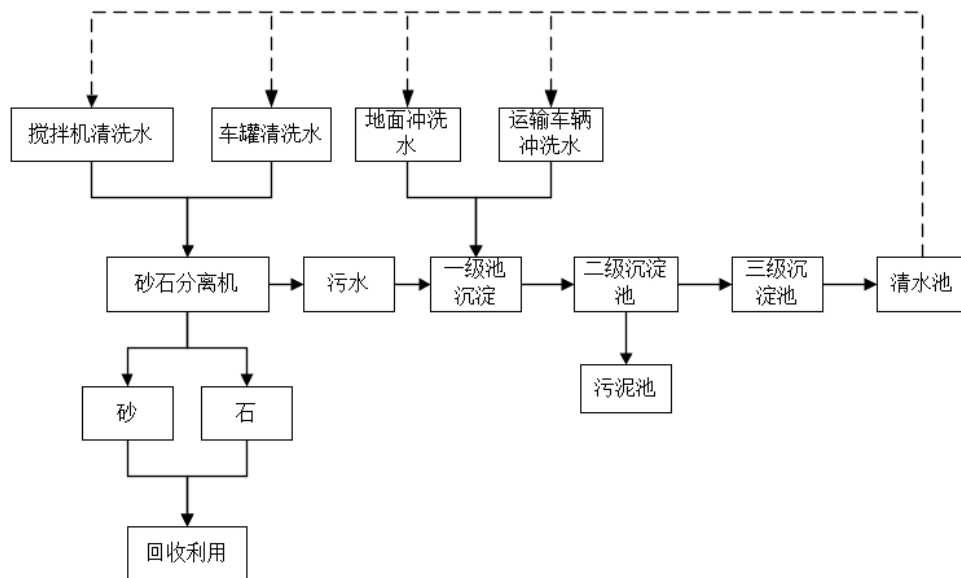 搅拌机清洗水
车罐清洗水
地面冲洗
水
运输车辆
冲洗水
砂石分离机
污水
一级池
沉淀
二级沉淀
池
三级沉
淀池
清水池
污泥池
砂
石
回收利用